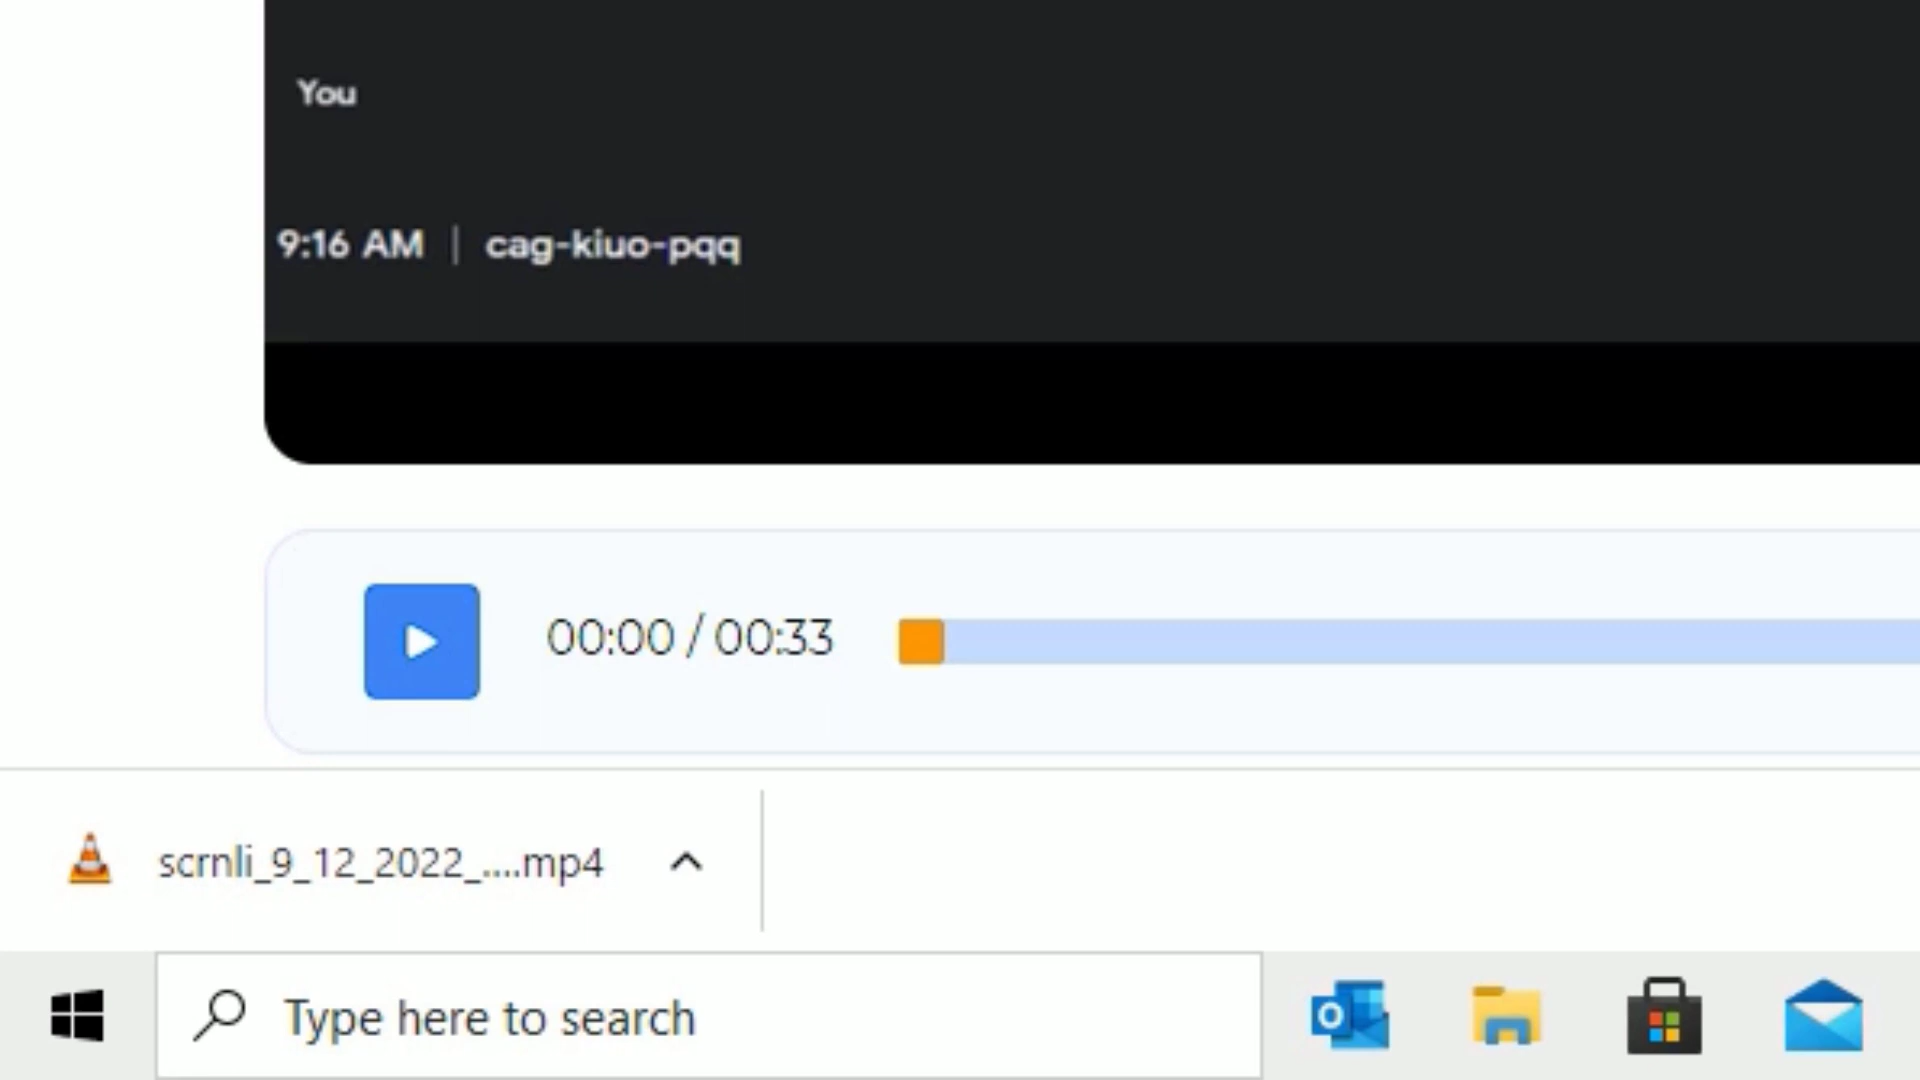 You
9:16 AM | cag-kiuo-pqq
00:00 / 00:33
scrnli_9_12_2022_....mp4
Type here to search